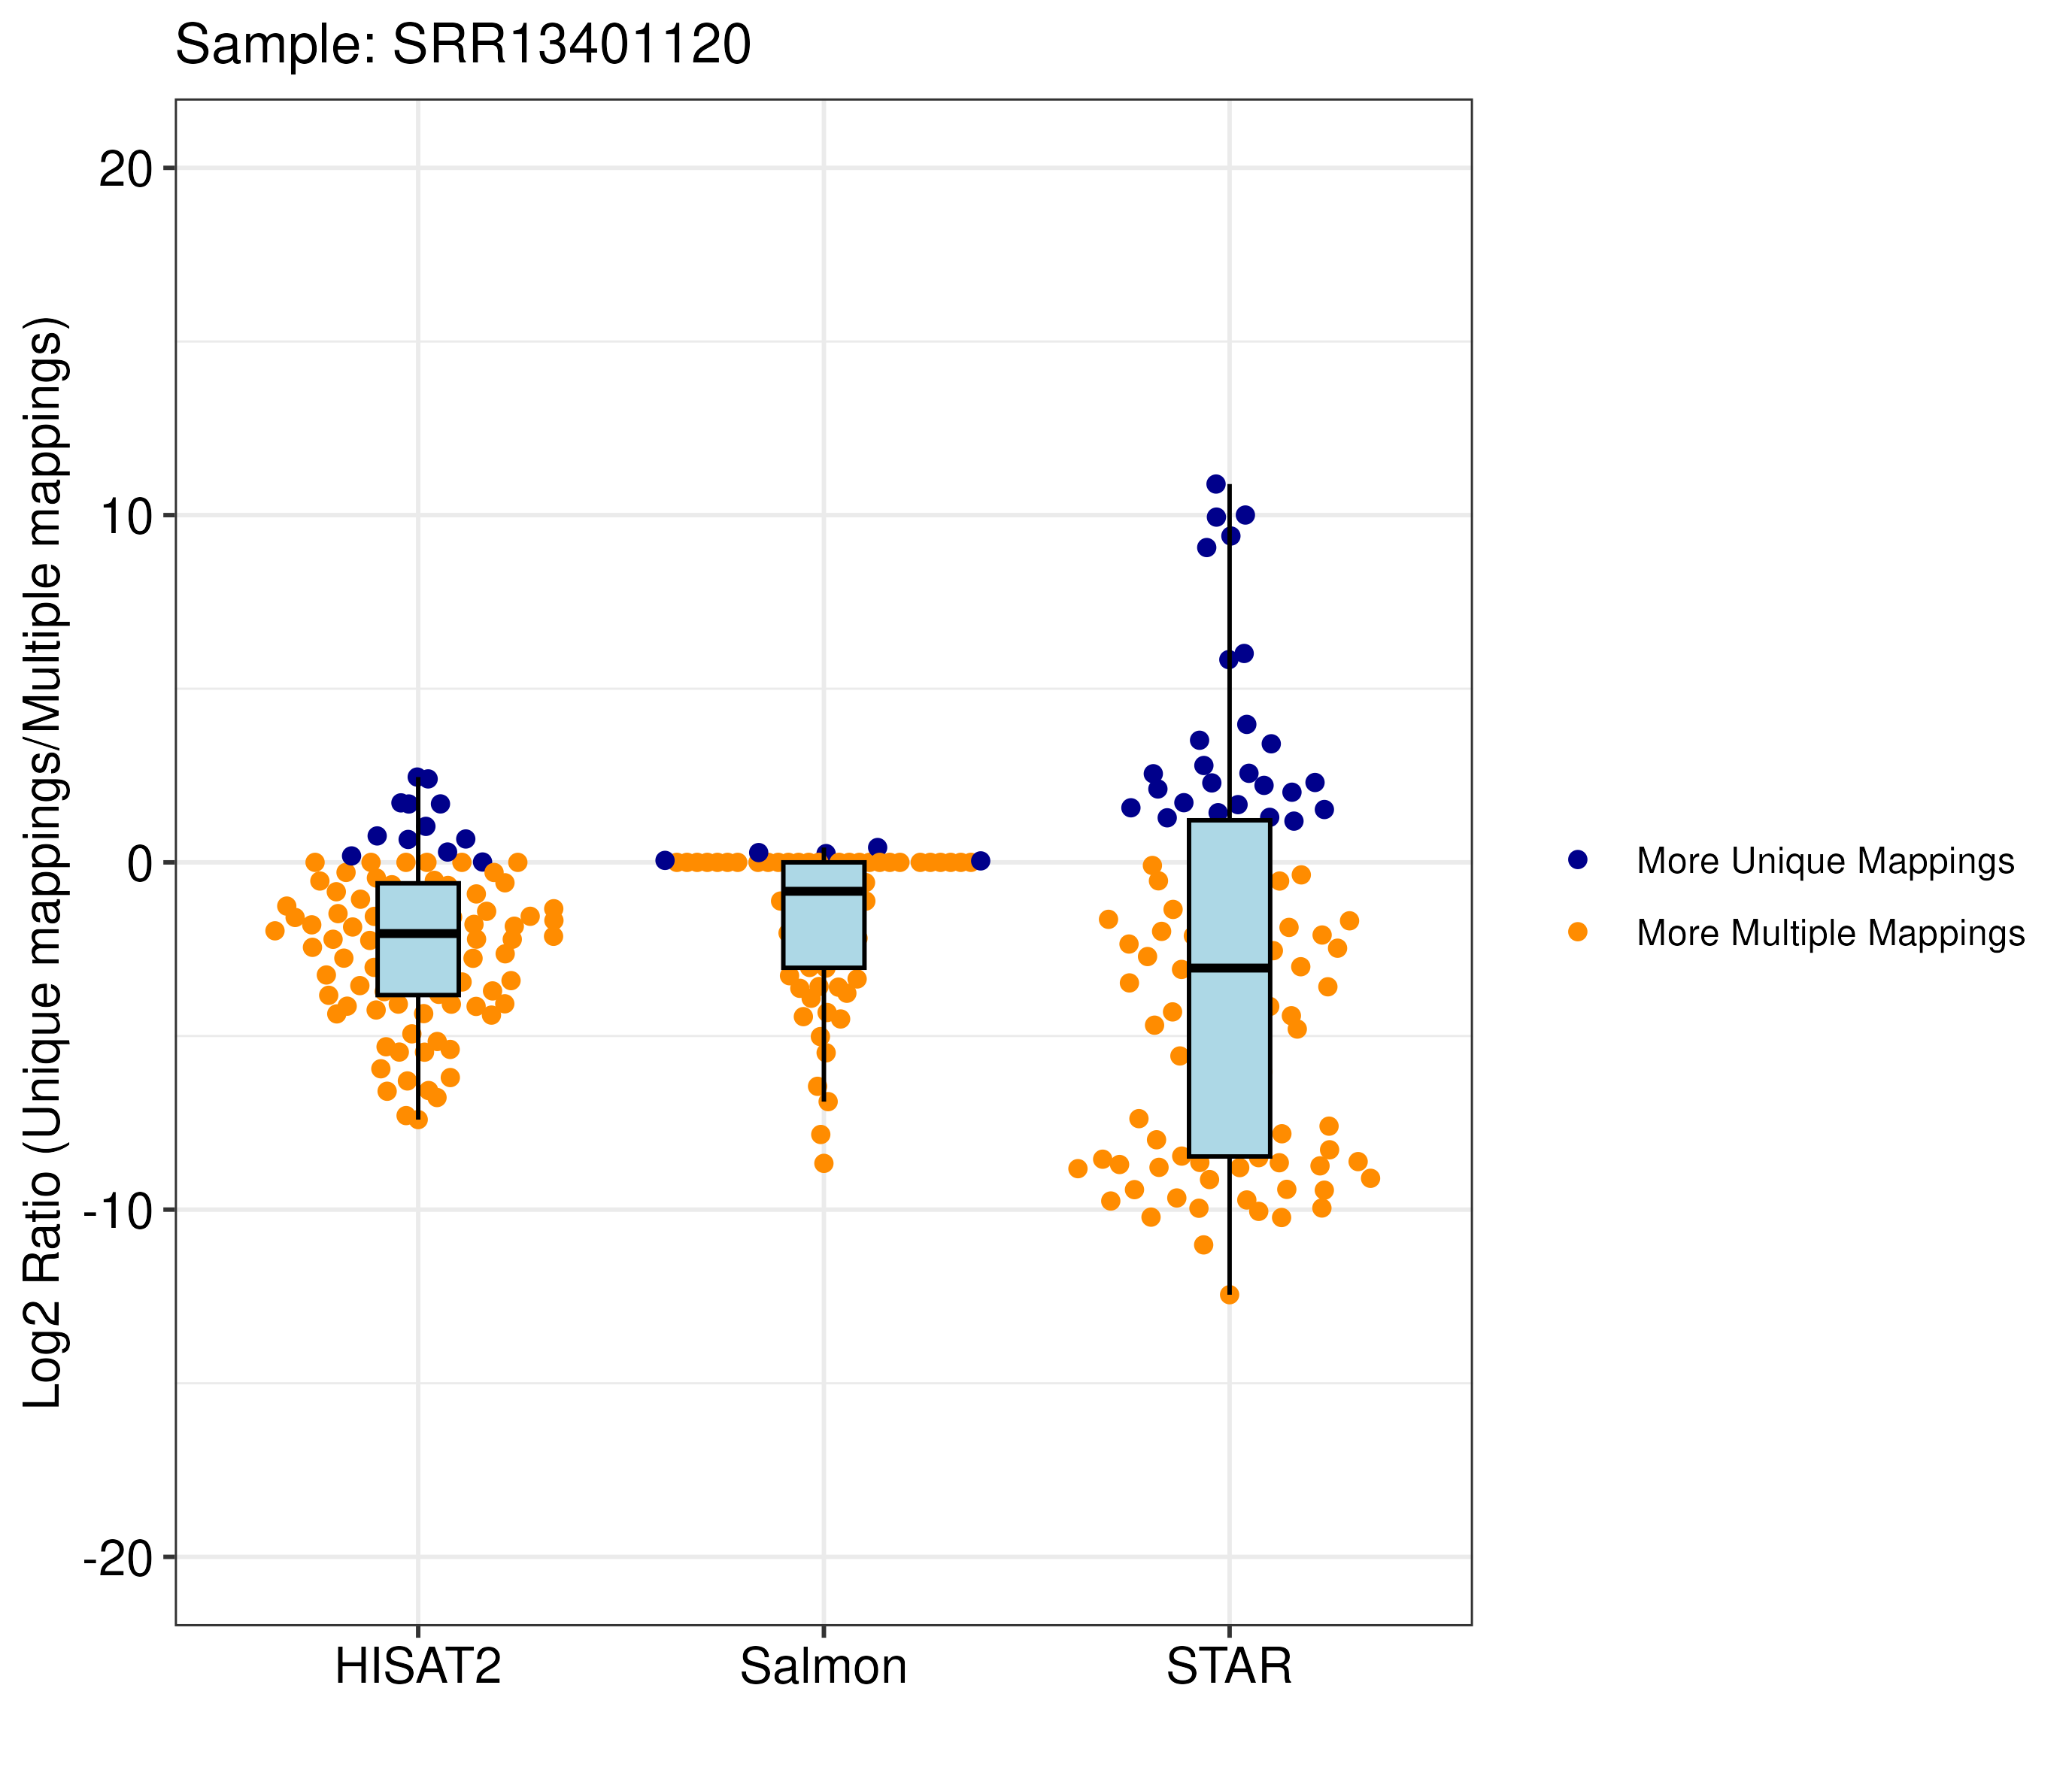 Sample: SRR13401120
Log2 Ratio (Unique mappings/Multiple mappings)
20
10
0
-10
-20
HISAT2
Salmon
STAR
More Unique Mappings
More Multiple Mappings